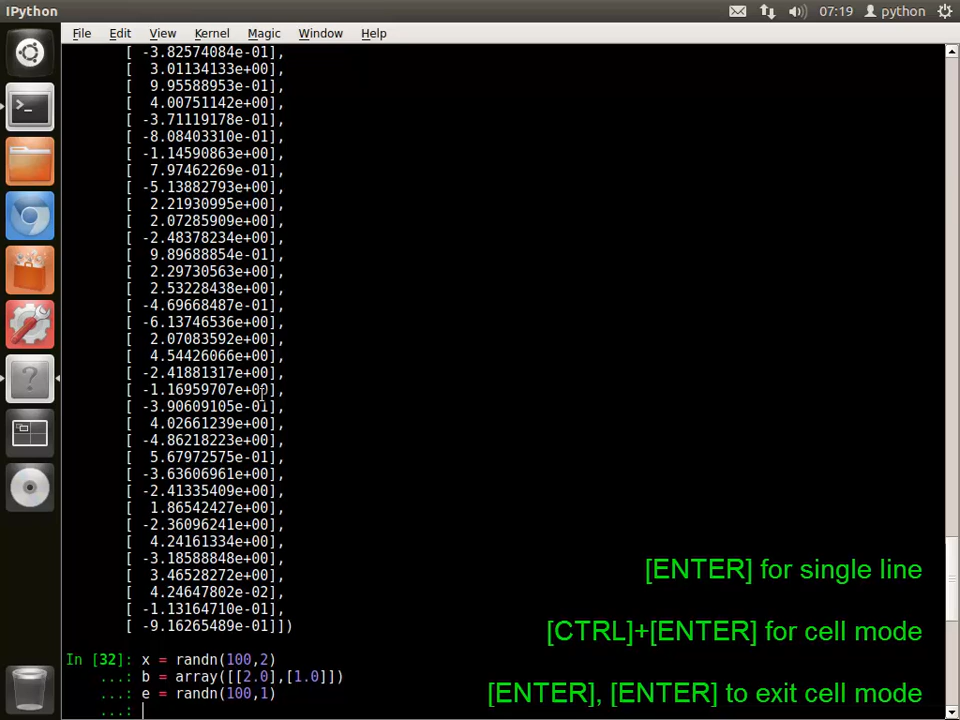 IPython
07:19 python
File Edit View Kernel Magic Window Help
[ -3.82574084e-01],
[ 3.01134133e+00],
[ 9.95588953e-01],
[ 4.00751142e+00],
[ -3.71119178e-01],
[ -8.08403310e-01],
[ -1.14590863e+00],
[ 7.97462269e-01],
[ -5.13882793e+00],
[ 2.21930995e+00],
[ 2.07285909e+00],
[ -2.48378234e+00],
[ 9.89688854e-01],
[ 2.29730563e+00],
[ 2.53228438e+00],
[ -4.69668487e-01],
[ -6.13746536e+00],
[ 2.07083592e+00],
[ 4.54426066e+00],
[ -2.41881317e+00],
[ -1.16959707e+00],
[ -3.90609105e-01],
[ 4.02661239e+00],
[ -4.86218223e+00],
[ 5.67972575e-01],
[ -3.63606961e+00],
[ -2.41335409e+00],
[ 1.86542427e+00],
[ -2.36096241e+00],
[ 4.24161334e+00],
[ -3.18588848e+00],
[ 3.46528272e+00],
[ 4.24647802e-02],
[ -1.13164710e-01],
[ -9.16265489e-01]])
[ENTER] for single line
[CTRL]+[ENTER] for cell mode
[ENTER], [ENTER] to exit cell mode
In [32]: x = randn(100,2)
...: b = array([[2.0],[1.0]])
...: e = randn(100,1)
...: